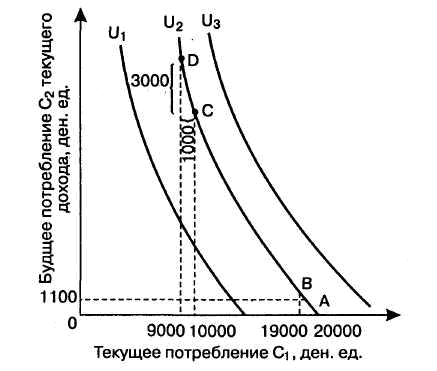 U1
U2
U3
D
3000
C
1000
B
A
1100
0
9000 10000
19000 20000
Будщее потребление C2 текущего
дохода, ден. ед.
Текущее потребление C1, ден. ед.